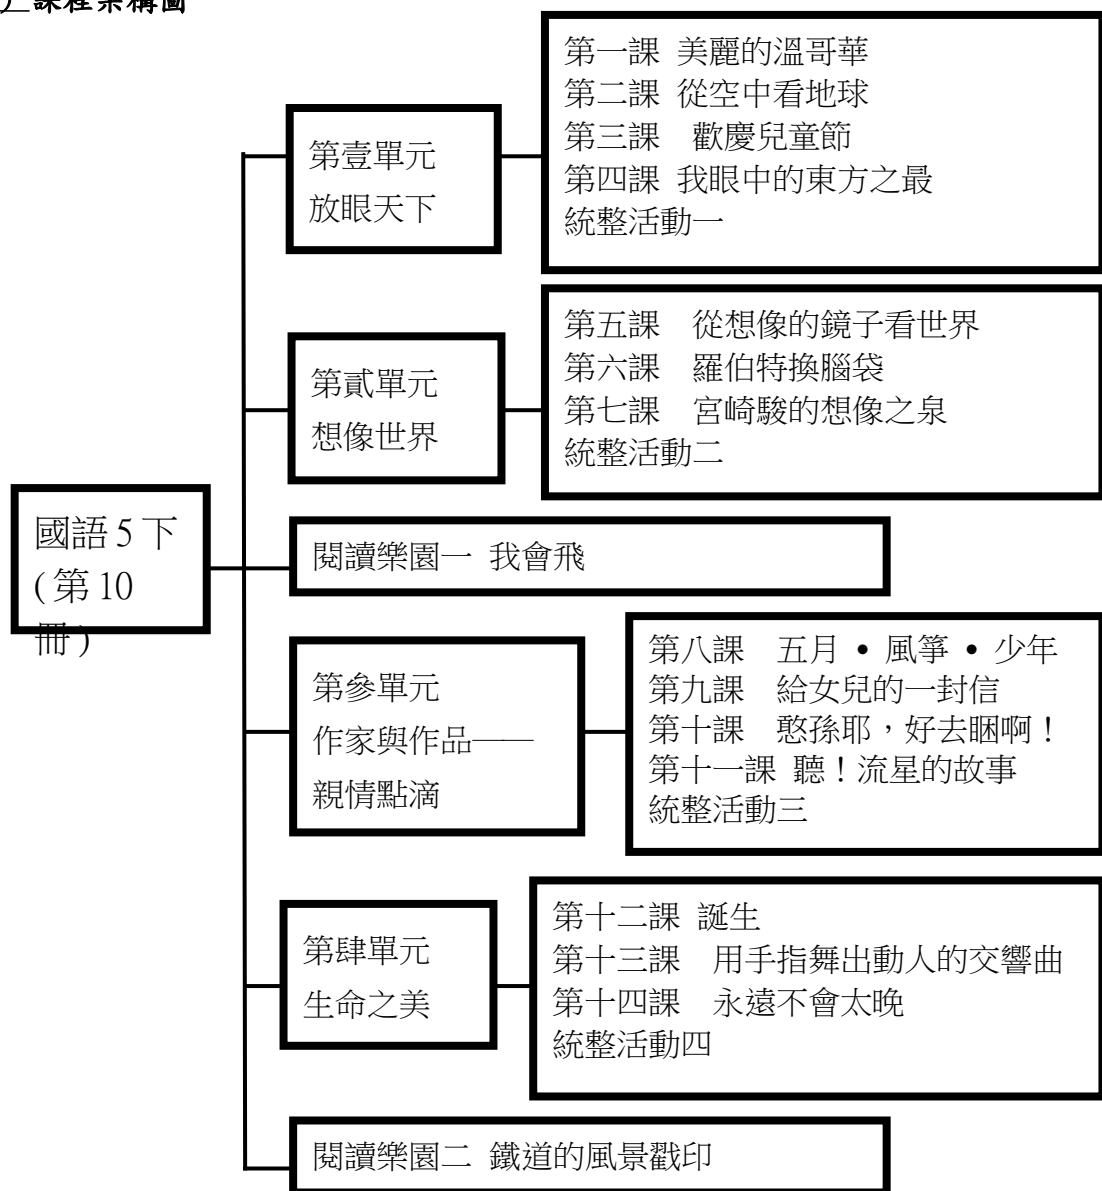 課程架構圖
第一課 美麗的溫哥華
第二課 從空中看地球
第三課 歡慶兒童節
第四課 我眼中的東方之最
統整活動一
第壹單元
放眼天下
第五課 從想像的鏡子看世界
第六課 羅伯特換腦袋
第七課 宮崎駿的想像之泉
統整活動二
第貳單元
想像世界
國語 5 下
( 第 10
冊 )
閱讀樂園一 我會飛
第八課 五月 • 風箏 • 少年
第九課 給女兒的一封信
第十課 憨孫耶，好去睏啊！
第十一課 聽！流星的故事
統整活動三
第參單元
作家與作品——
親情點滴
第十二課 誕生
第十三課 用手指舞出動人的交響曲
第十四課 永遠不會太晚
統整活動四
第肆單元
生命之美
閱讀樂園二 鐵道的風景戳印